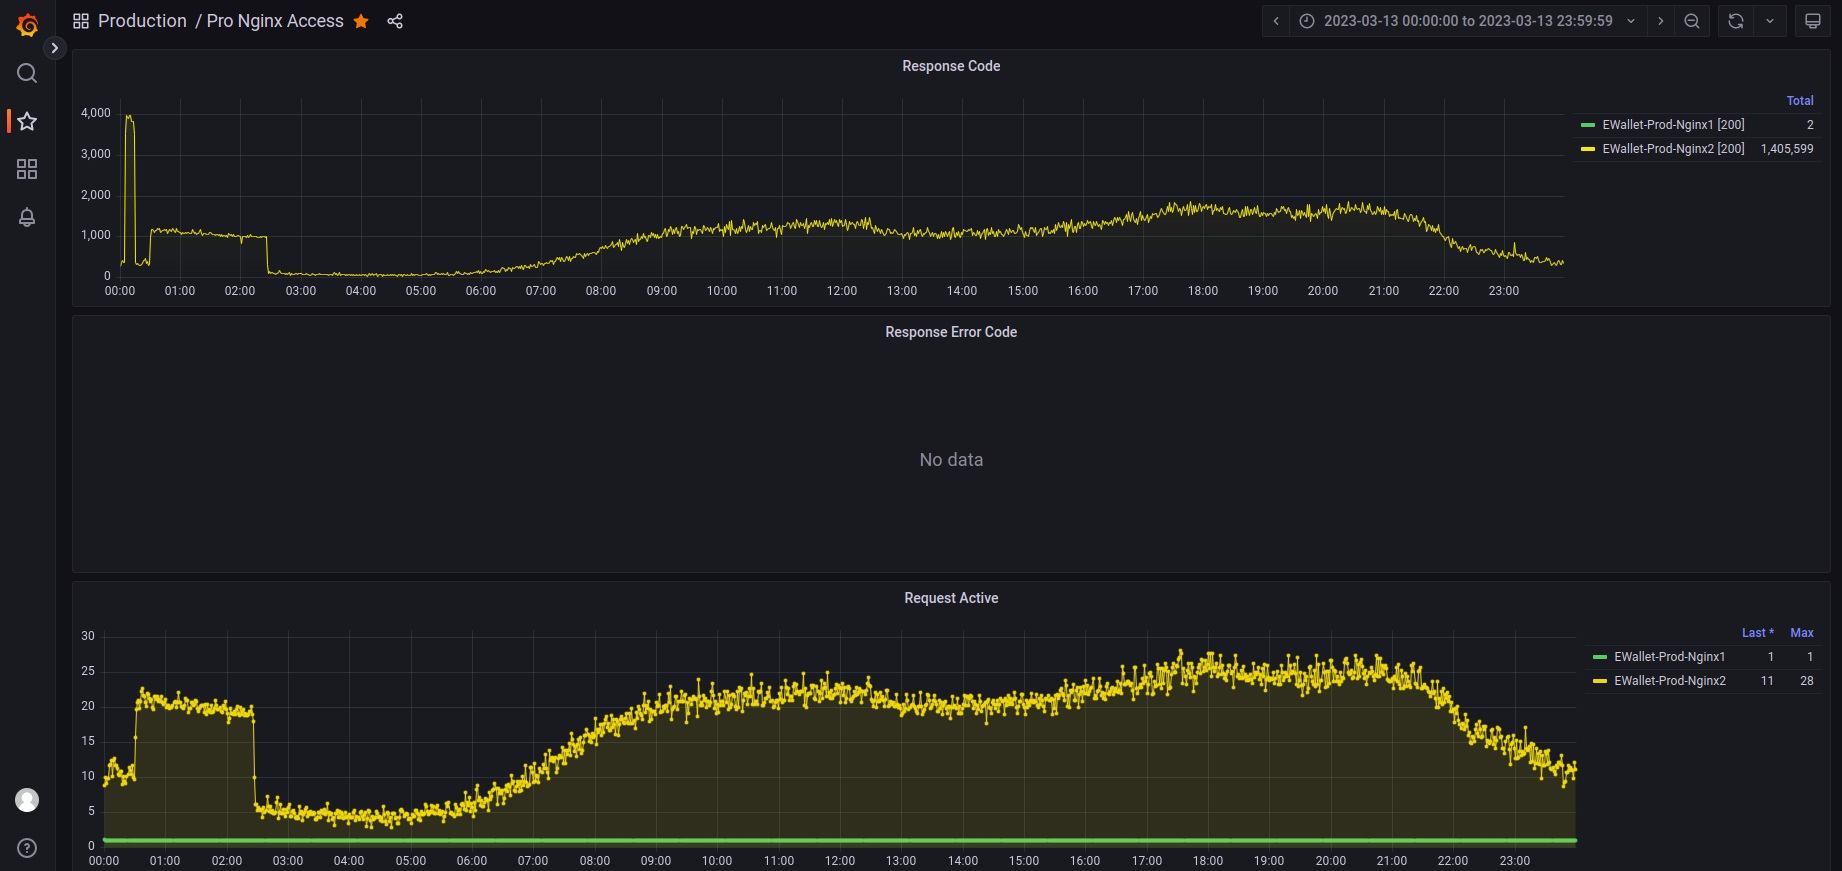 Production / Pro Nginx Access
2023-03-13 00:00:00 to 2023-03-13 23:59:59
Response Code
4,000
3,000
2,000
1,000
0
00:00 01:00 02:00 03:00 04:00 05:00 06:00 07:00 08:00 09:00 10:00 11:00 12:00 13:00 14:00 15:00 16:00 17:00 18:00 19:00 20:00 21:00 22:00 23:00
Total
EWallet-Prod-Nginx1 [200] 2
EWallet-Prod-Nginx2 [200] 1,405,599
Response Error Code
No data
Request Active
30
25
20
15
10
5
0
00:00 01:00 02:00 03:00 04:00 05:00 06:00 07:00 08:00 09:00 10:00 11:00 12:00 13:00 14:00 15:00 16:00 17:00 18:00 19:00 20:00 21:00 22:00 23:00
Last * Max
EWallet-Prod-Nginx1 1 1
EWallet-Prod-Nginx2 11 28